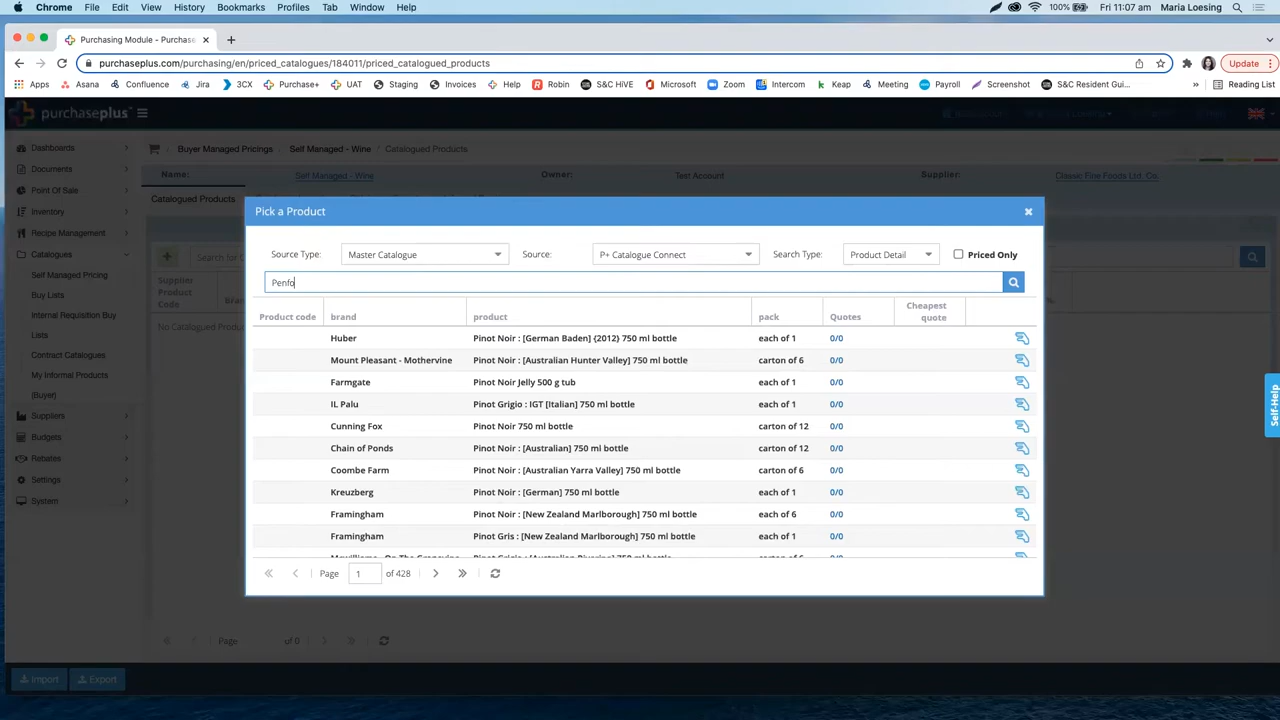 Chrome File Edit View History Bookmarks Profiles Tab Window Help 100% Fri 11:07 am Maria Loesing
Purchasing Module - Purchas
purchaseplus.com/purchasing/en/priced_catalogues/184011/priced_catalogued_products Update
Apps Asana Confluence Jira 3CX Purchase+ UAT Staging Invoices Help Robin S&C HiVE Microsoft Zoom Intercom Keap Meeting Payroll Screenshot S&C Resident Gui... » Reading List
purchaseplus
Dashboards
Documents
Point Of Sale
Inventory
Recipe Management
Catalogues
Self Managed Pricing
Buy Lists
Internal Requisition Buy
Lists
Contract Catalogues
My Informal Products
(Buyer)
Suppliers
Budgets
Rebates
Settings
System
Buyer Managed Pricings Self Managed - Wine Catalogued Products
Name: Self Managed - Wine Owner: Test Account Supplier: Classic Fine Foods Ltd. Co.
Catalogued Products
Search for
Supplier
Product
Code
No Catalogued Produ
Pick a Product
Source Type: Master Catalogue Source: P+ Catalogue Connect Search Type: Product Detail Priced Only
Penfo
Product code brand product pack Quotes Cheapest quote
Huber Pinot Noir : [German Baden] {2012} 750 ml bottle each of 1 0/0
Mount Pleasant - Mothervine Pinot Noir : [Australian Hunter Valley] 750 ml bottle carton of 6 0/0
Farmgate Pinot Noir Jelly 500 g tub each of 1 0/0
IL Palu Pinot Grigio : IGT [Italian] 750 ml bottle each of 1 0/0
Cunning Fox Pinot Noir 750 ml bottle carton of 12 0/0
Chain of Ponds Pinot Noir : [Australian] 750 ml bottle carton of 12 0/0
Coombe Farm Pinot Noir : [Australian Yarra Valley] 750 ml bottle carton of 6 0/0
Kreuzberg Pinot Noir : [German] 750 ml bottle each of 1 0/0
Framingham Pinot Noir : [New Zealand Marlborough] 750 ml bottle each of 6 0/0
Framingham Pinot Gris : [New Zealand Marlborough] 750 ml bottle each of 1 0/0
Page 1 of 428
Page of 0
Import Export
Self-Help